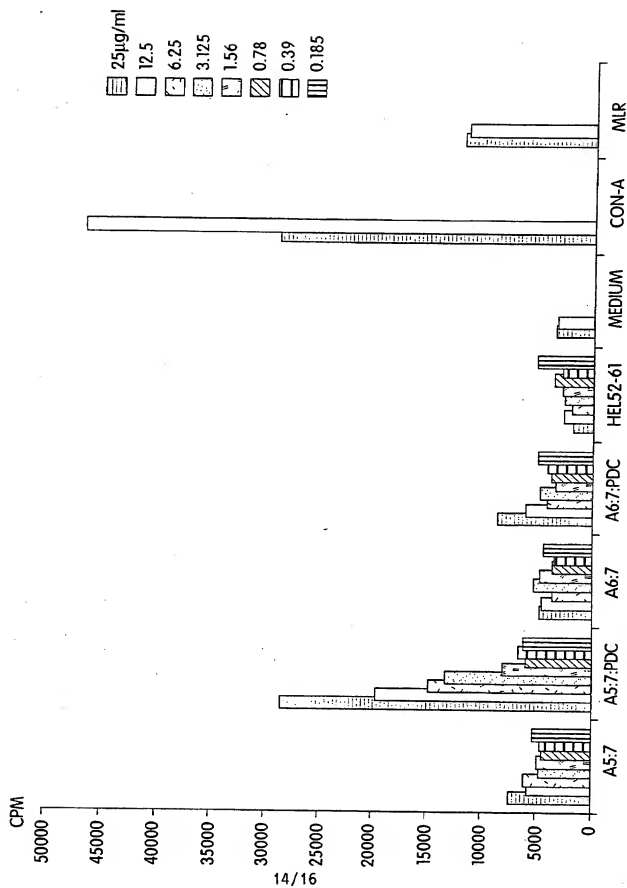 CPM
50000
45000
40000
35000
30000
25000
20000
15000
10000
5000
0
A5:7
A5:7:PDC
A6:7
A6:7:PDC
HEL52-61
MEDIUM
CON-A
MLR
25µg/ml
12.5
6.25
3.125
1.56
0.78
0.39
0.185
14/16